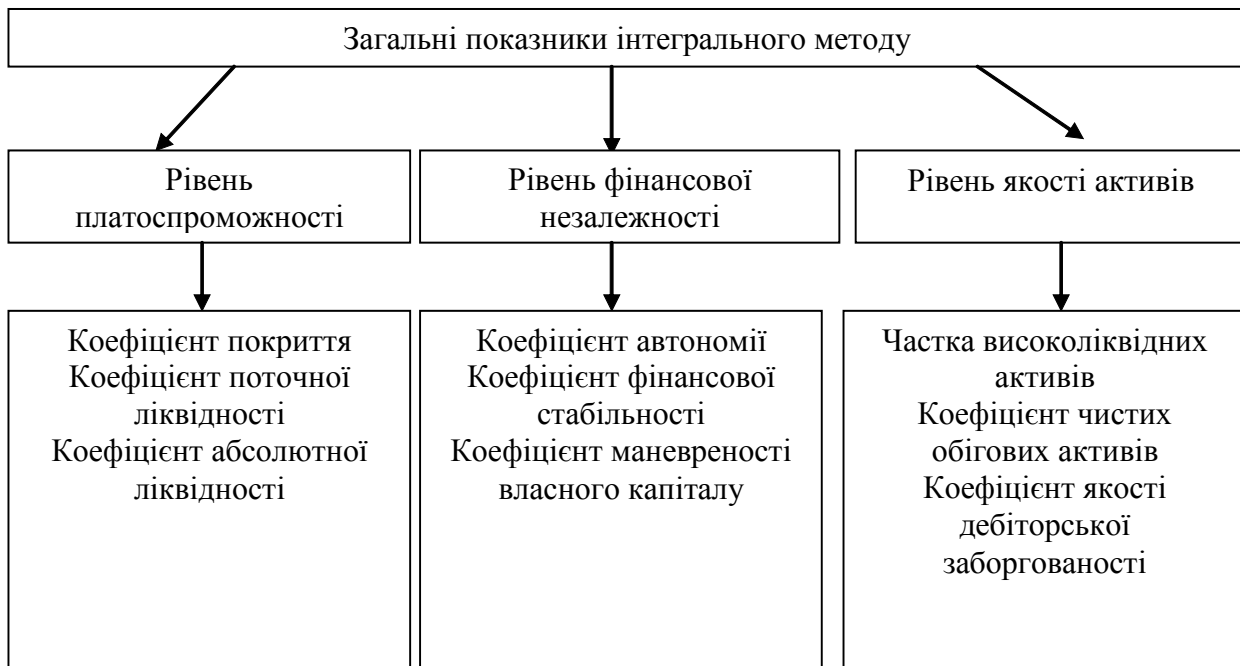 Загальні показники інтегрального методу
Рівень
платоспроможності
Рівень фінансової
незалежності
Рівень якості активів
Коефіцієнт покриття
Коефіцієнт поточної
ліквідності
Коефіцієнт абсолютної
ліквідності
Коефіцієнт автономії
Коефіцієнт фінансової
стабільності
Коефіцієнт маневреності
власного капіталу
Частка високоліквідних
активів
Коефіцієнт чистих
обігових активів
Коефіцієнт якості
дебіторської
заборгованості